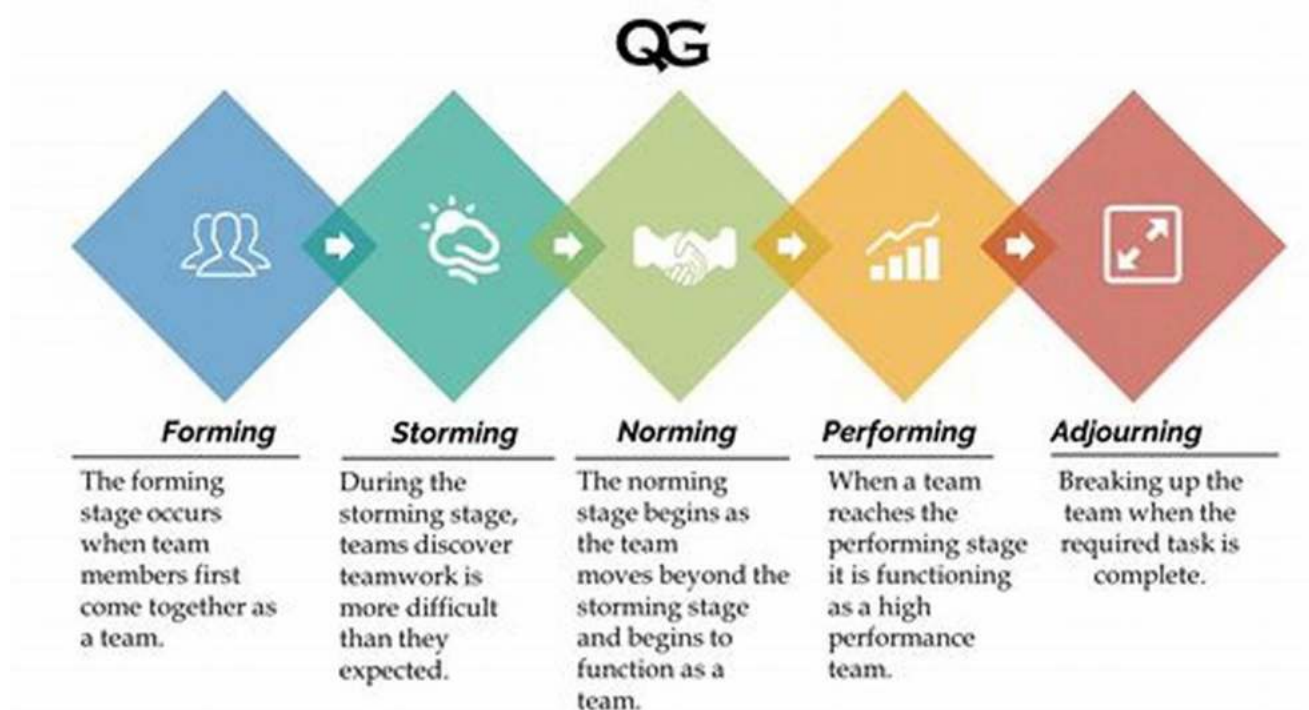 QG
Forming
The forming
stage occurs
when team
members first
come together as
a team.
Storming
During the
storming stage,
teams discover
teamwork is
more difficult
than they
expected.
Norming
The norming
stage begins as
the team
moves beyond the
storming stage
and begins to
function as a
team.
Performing
When a team
reaches the
performing stage
it is functioning
as a high
performance
team.
Adjourning
Breaking up the
team when the
required task is
complete.